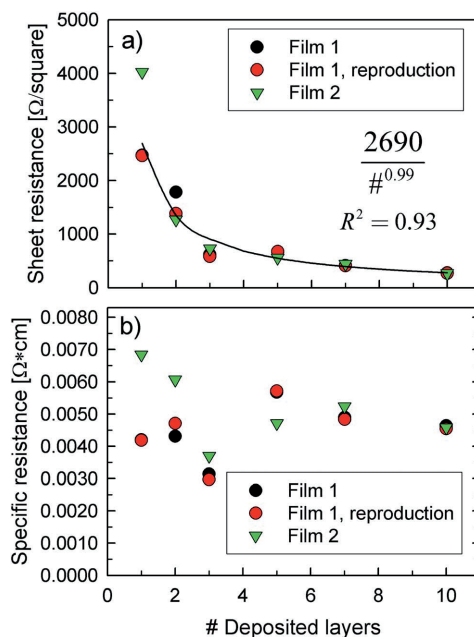 a)
Film 1
Film 1, reproduction
Film 2
2690
#^0.99
R² = 0.93
Sheet resistance [Ω/square]
5000
4000
3000
2000
1000
0
b)
Specific resistance [Ω*cm]
0.0080
0.0070
0.0060
0.0050
0.0040
0.0030
0.0020
0.0010
0.0000
Film 1
Film 1, reproduction
Film 2
0 2 4 6 8 10
# Deposited layers